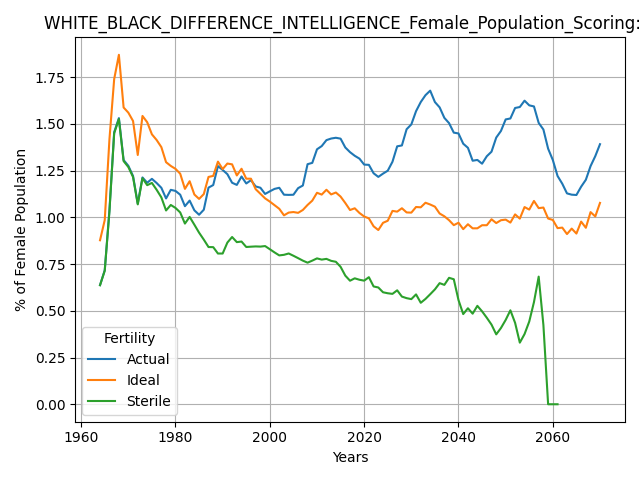 WHITE_BLACK_DIFFERENCE_INTELLIGENCE_Female_Population_Scoring:
% of Female Population
1.75
1.50
1.25
1.00
0.75
0.50
0.25
0.00
Fertility
Actual
Ideal
Sterile
1960
1980
2000
2020
2040
2060
Years